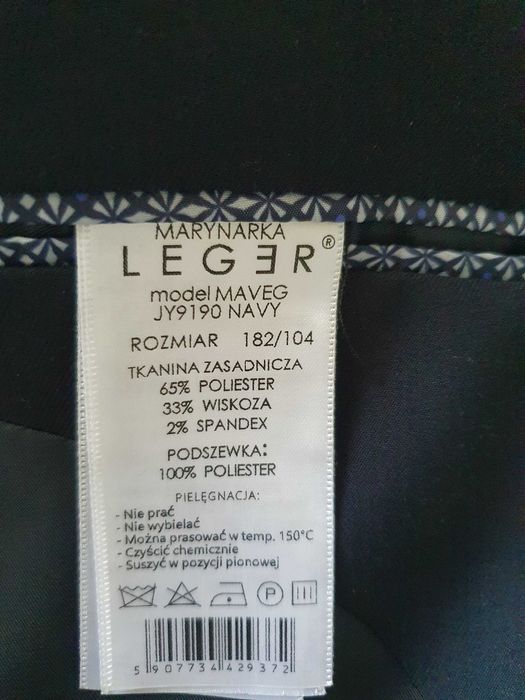 MARYNARKA
LEGER®
model MAVEG
JY9190 NAVY
ROZMIAR 182/104
TKANINA ZASADNICZA
65% POLIESTER
33% WISKOZA
2% SPANDEX
PODSZEWKA:
100% POLIESTER
PIELĘGNACJA:
- Nie prać
- Nie wybielać
- Można prasować w temp. 150°C
- Czyścić chemicznie
- Suszyć w pozycji pionowej
P
5 907734 429372